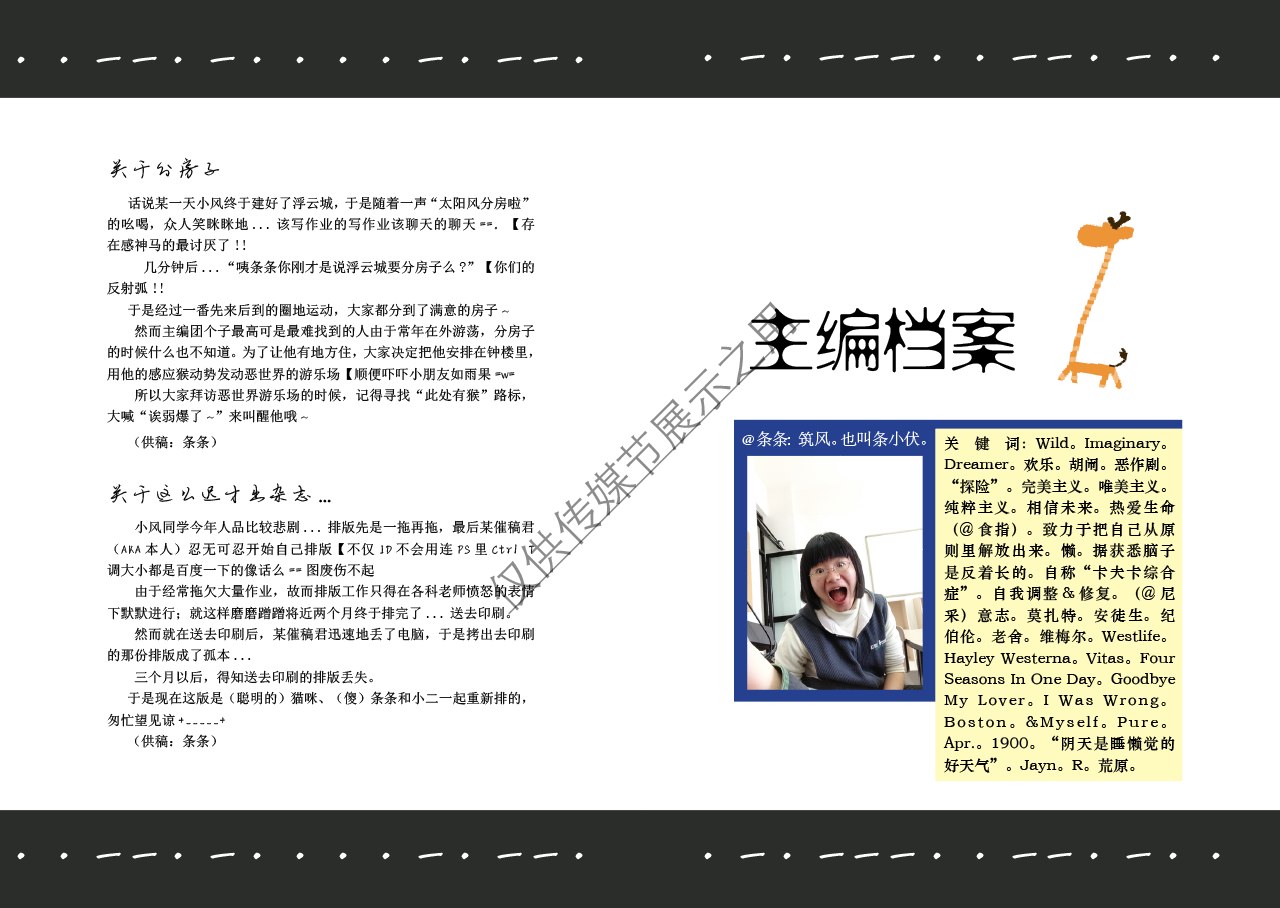 关于分房子
话说某一天小风终于建好了浮云城，于是随着一声“太阳风分房啦”
的吆喝，众人笑眯眯地...该写作业的写作业该聊天的聊天==.【存
在感神马的最讨厌了!!
几分钟后...“咦条条你刚才是说浮云城要分房子么？”【你们的
反射弧!!
于是经过一番先来后到的圈地运动，大家都分到了满意的房子~
然而主编团个子最高可是最难找到的人由于常年在外游荡，分房子
的时候什么也不知道。为了让他有地方住，大家决定把他安排在钟楼里，
用他的感应猴动势发动恶世界的游乐场【顺便吓吓小朋友如雨果=w=
所以大家拜访恶世界游乐场的时候，记得寻找“此处有猴”路标，
大喊“诶弱爆了~”来叫醒他哦~
（供稿：条条）
关于这么迟才出杂志...
小风同学今年人品比较悲剧...排版先是一拖再拖，最后某催稿君
（AKA本人）忍无可忍开始自己排版【不仅ID不会用连PS里Ctrl T
调大小都是百度一下的像话么==图废伤不起
由于经常拖欠大量作业，故而排版工作只得在各科老师愤怒的表情
下默默进行；就这样磨磨蹭蹭将近两个月终于排完了...送去印刷。
然而就在送去印刷后，某催稿君迅速地丢了电脑，于是拷出去印刷
的那份排版成了孤本...
三个月以后，得知送去印刷的排版丢失。
于是现在这版是（聪明的）猫咪、（傻）条条和小二一起重新排的，
匆忙望见谅+_____+
（供稿：条条）
主编档案
@条条：筑风。也叫条小伏。
关 键 词：Wild。Imaginary。
Dreamer。欢乐。胡闹。恶作剧。
“探险”。完美主义。唯美主义。
纯粹主义。相信未来。热爱生命
（@食指）。致力于把自己从原
则里解放出来。懒。据获悉脑子
是反着长的。自称“卡夫卡综合
症”。自我调整&修复。（@尼
采）意志。莫扎特。安徒生。纪
伯伦。老舍。维梅尔。Westlife。
Hayley Westerna。Vitas。Four
Seasons In One Day。Goodbye
My Lover。I Was Wrong。
Boston。&Myself。Pure。
Apr.。1900。“阴天是睡懒觉的
好天气”。Jayn。R。荒原。
仅供传媒节展示之用